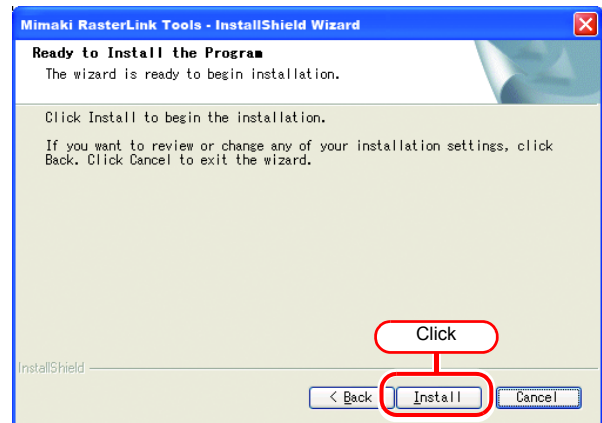 Mimaki RasterLink Tools - InstallShield Wizard
Ready to Install the Program
The wizard is ready to begin installation.
Click Install to begin the installation.
If you want to review or change any of your installation settings, click
Back. Click Cancel to exit the wizard.
Click
InstallShield
< Back
Install
Cancel